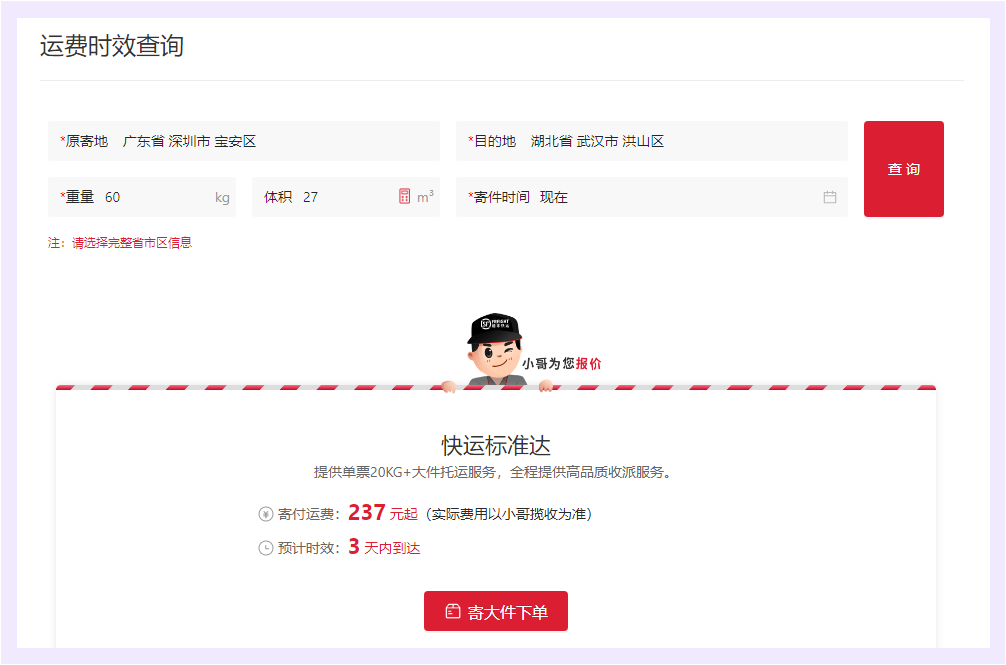 运费时效查询
*原寄地 广东省 深圳市 宝安区
*目的地 湖北省 武汉市 洪山区
查 询
*重量 60 kg
体积 27 m³
*寄件时间 现在
注：请选择完整省市区信息
SF
小哥为您报价
快运标准达
提供单票20KG+大件托运服务，全程提供高品质收派服务。
寄付运费：237 元起（实际费用以小哥揽收为准）
预计时效：3 天内到达
寄大件下单